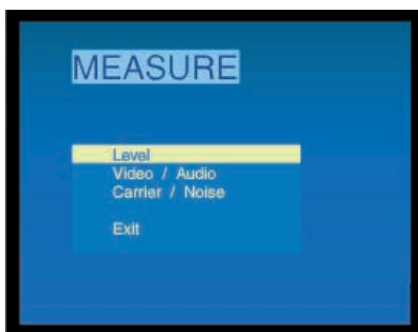 MEASURE
Level
Video / Audio
Carrier / Noise
Exit